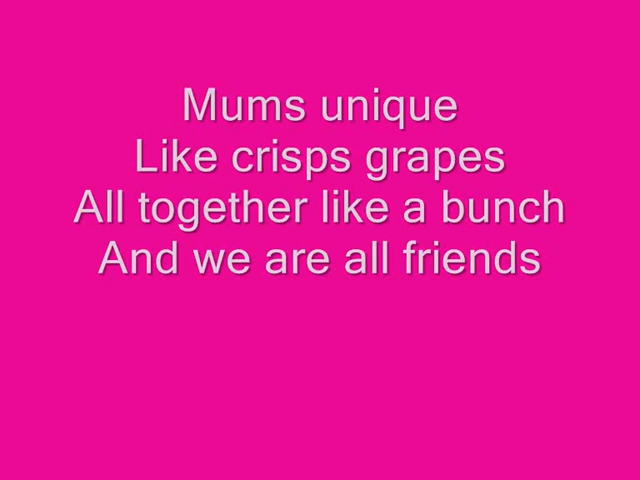 Mums unique
Like crisps grapes
All together like a bunch
And we are all friends